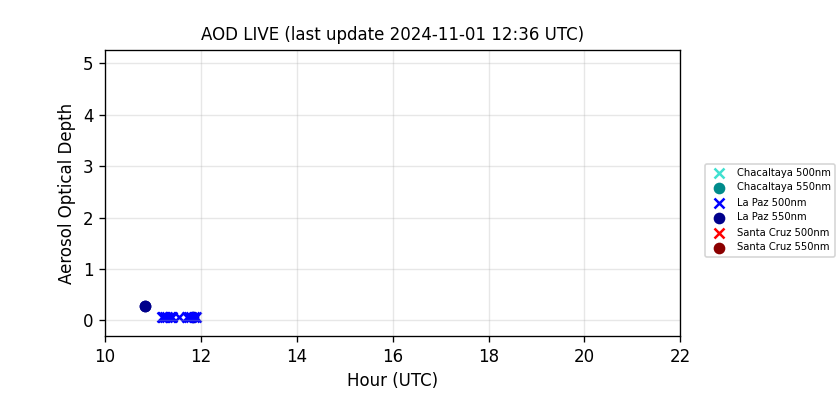 AOD LIVE (last update 2024-11-01 12:36 UTC)
Aerosol Optical Depth
5
4
3
2
1
0
10 12 14 16 18 20 22
Hour (UTC)
Chacaltaya 500nm
Chacaltaya 550nm
La Paz 500nm
La Paz 550nm
Santa Cruz 500nm
Santa Cruz 550nm